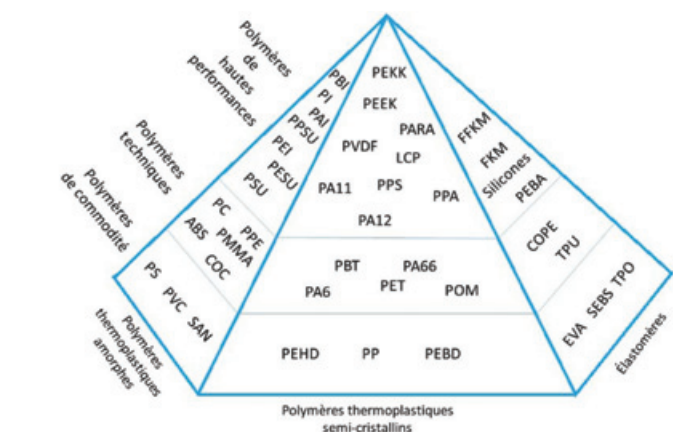 Polymères
de
hautes
performances
Polymères
techniques
Polymères
de commodité
PBI
PI
PAI
PPSU
PEI
PESU
PSU
PC
PPE
ABS
PMMA
COC
PS
PVC
SAN
Polymères
thermoplastiques
amorphes
PEKK
PEEK
PARA
PVDF
LCP
PA11
PPS
PPA
PA12
PBT
PA66
PA6
PET
POM
PEHD
PP
PEBD
Polymères thermoplastiques
semi-cristallins
FFKM
FKM
Silicones
PEBA
COPE
TPU
EVA
SEBS
TPO
Élastomères